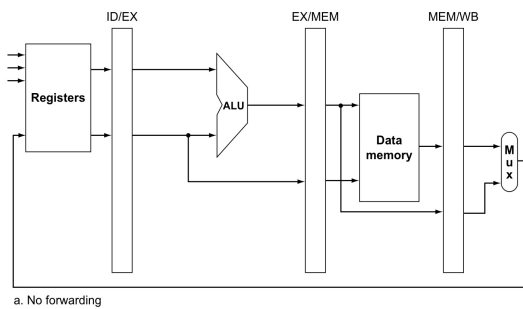 ID/EX
EX/MEM
MEM/WB
Registers
ALU
Data
memory
M
u
x
a. No forwarding